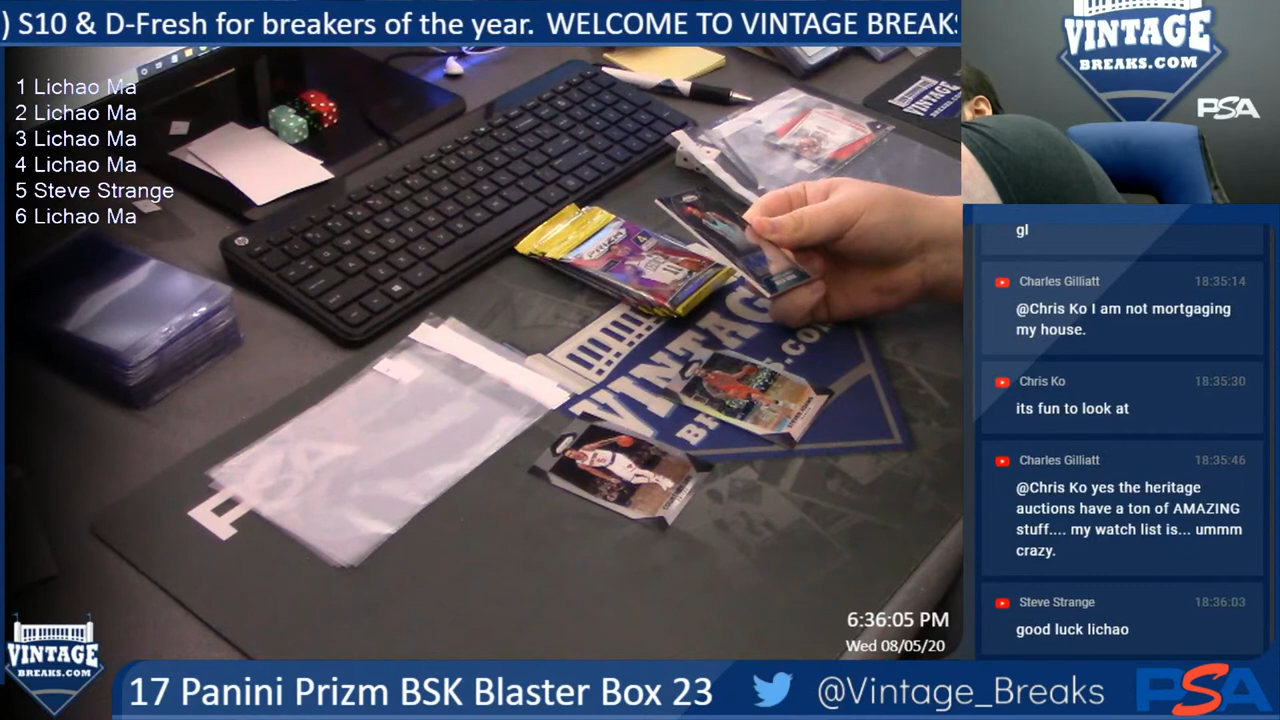 ) S10 & D-Fresh for breakers of the year. WELCOME TO VINTAGE BREAKS
VINTAGE
BREAKS.COM
PSA
1 Lichao Ma
2 Lichao Ma
3 Lichao Ma
4 Lichao Ma
5 Steve Strange
6 Lichao Ma
gl
Charles Gilliatt 18:35:14
@Chris Ko I am not mortgaging
my house.
Chris Ko 18:35:30
its fun to look at
Charles Gilliatt 18:35:46
@Chris Ko yes the heritage
auctions have a ton of AMAZING
stuff.... my watch list is... ummm
crazy.
Steve Strange 18:36:03
good luck lichao
VINTAGE
PRIZM
VINTAGE
6:36:05 PM
Wed 08/05/20
VINTAGE
BREAKS.COM
17 Panini Prizm BSK Blaster Box 23
@Vintage_Breaks
PSA